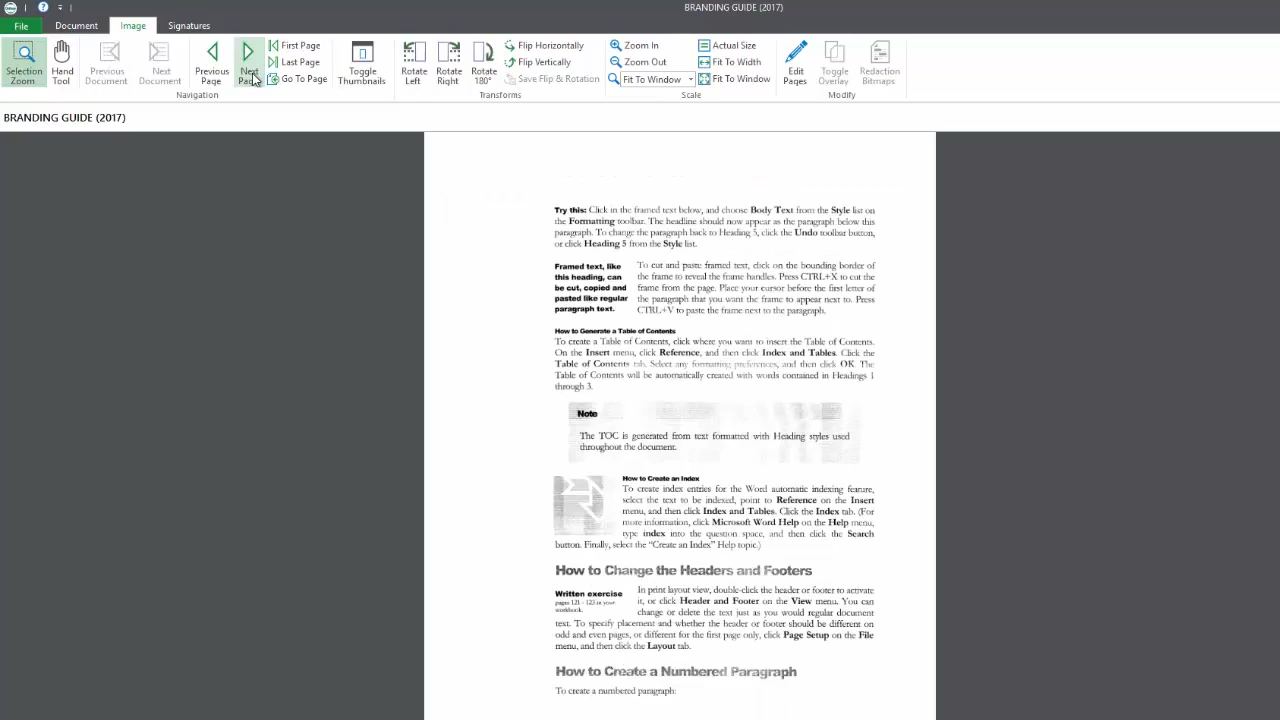 BRANDING GUIDE (2017)
File Document Image Signatures
Selection Zoom
Hand Tool
Previous Document
Next Document
Previous Page
Next Page
First Page
Last Page
Go To Page
Navigation
Toggle Thumbnails
Rotate Left
Rotate Right
Rotate 180°
Flip Horizontally
Flip Vertically
Save Flip & Rotation
Transforms
Zoom In
Zoom Out
Fit To Window
Actual Size
Fit To Width
Fit To Window
Scale
Edit Pages
Toggle Overlay
Redaction Bitmaps
Modify
BRANDING GUIDE (2017)
Try this: Click in the framed text below, and choose Body Text from the Style list on
the Formatting toolbar. The headline should now appear as the paragraph below this
paragraph. To change the paragraph back to Heading 5, click the Undo toolbar button,
or click Heading 5 from the Style list.
Framed text, like
this heading, can
be cut, copied and
pasted like regular
paragraph text.
To cut and paste framed text, click on the bounding border of
the frame to reveal the frame handles. Press CTRL+X to cut the
frame from the page. Place your cursor before the first letter of
the paragraph that you want the frame to appear next to. Press
CTRL+V to paste the frame next to the paragraph.
How to Generate a Table of Contents
To create a Table of Contents, click where you want to insert the Table of Contents.
On the Insert menu, click Reference, and then click Index and Tables. Click the
Table of Contents tab. Select any formatting preferences, and then click OK. The
Table of Contents will be automatically created with words contained in Headings 1
through 3.
Note
The TOC is generated from text formatted with Heading styles used
throughout the document.
How to Create an Index
To create index entries for the Word automatic indexing feature,
select the text to be indexed, point to Reference on the Insert
menu, and then click Index and Tables. Click the Index tab. (For
more information, click Microsoft Word Help on the Help menu,
type index into the question space, and then click the Search
button. Finally, select the “Create an Index” Help topic.)
How to Change the Headers and Footers
Written exercise
pages 121 - 123 in your
workbook.
In print layout view, double-click the header or footer to activate
it, or click Header and Footer on the View menu. You can
change or delete the text just as you would regular document
text. To specify placement and whether the header or footer should be different on
odd and even pages, or different for the first page only, click Page Setup on the File
menu, and then click the Layout tab.
How to Create a Numbered Paragraph
To create a numbered paragraph: